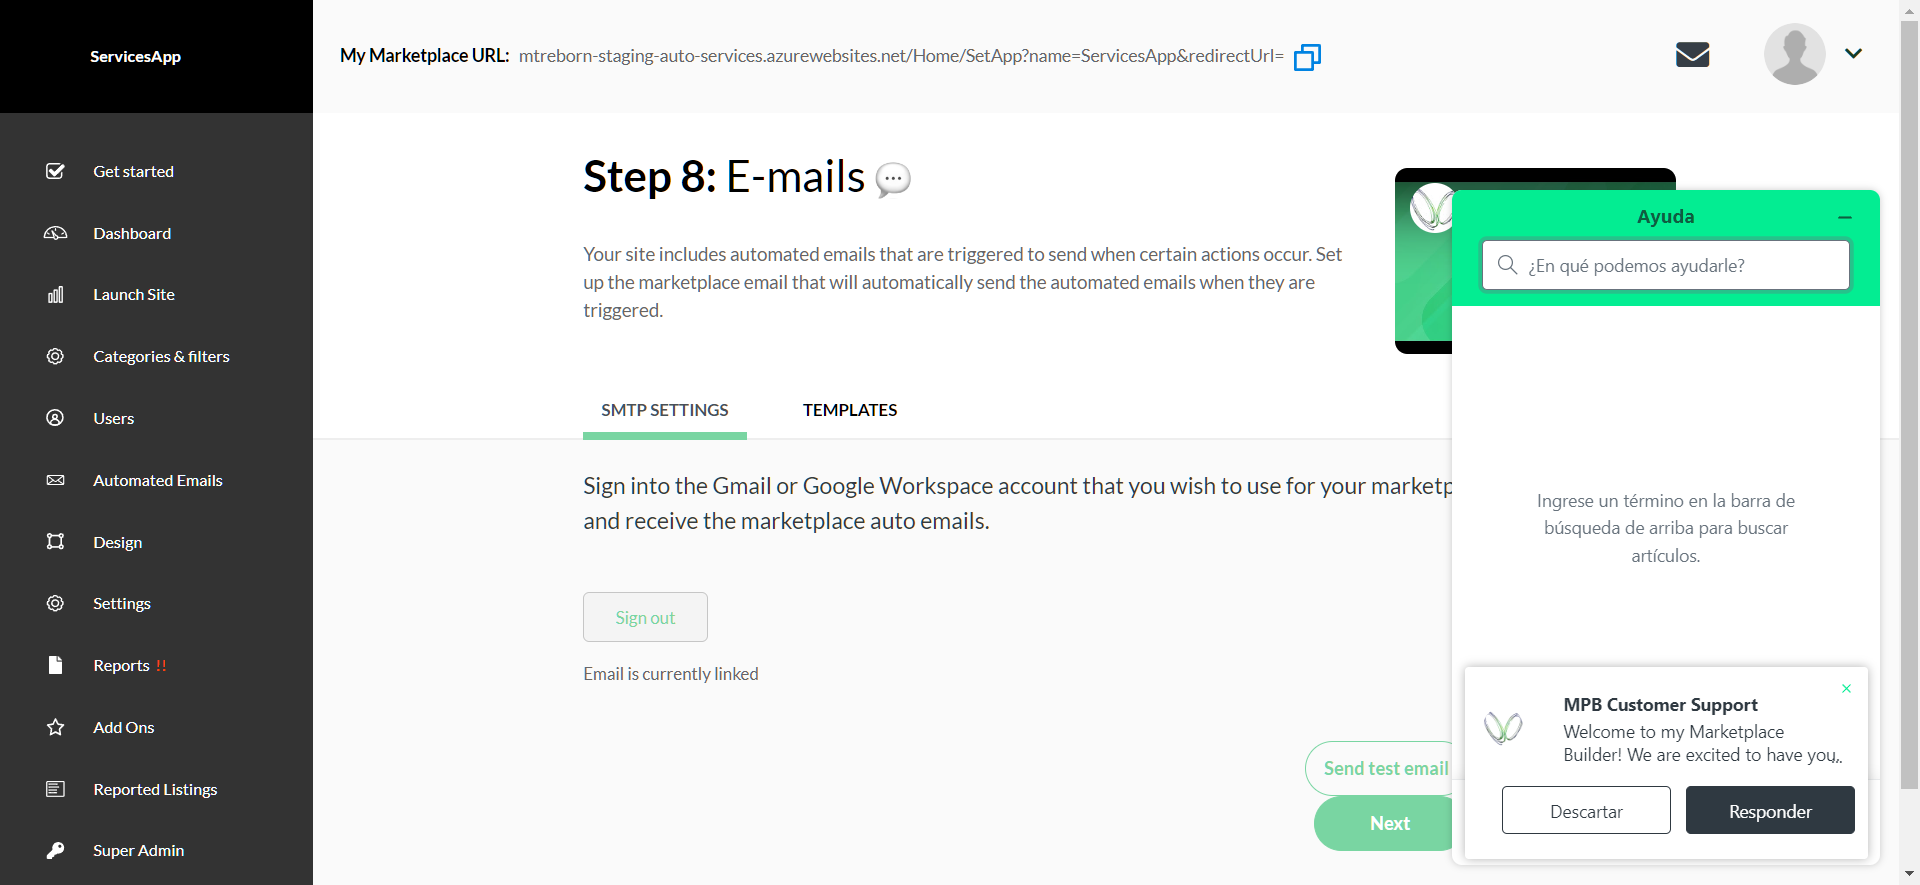 ServicesApp
My Marketplace URL: mtreborn-staging-auto-services.azurewebsites.net/Home/SetApp?name=ServicesApp&redirectUrl=
Get started
Dashboard
Launch Site
Categories & filters
Users
Automated Emails
Design
Settings
Reports !!
Add Ons
Reported Listings
Super Admin
Step 8: E-mails
Your site includes automated emails that are triggered to send when certain actions occur. Set
up the marketplace email that will automatically send the automated emails when they are
triggered.
SMTP SETTINGS
TEMPLATES
Sign into the Gmail or Google Workspace account that you wish to use for your marketp
and receive the marketplace auto emails.
Sign out
Email is currently linked
Send test email
Next
Ayuda
¿En qué podemos ayudarle?
Ingrese un término en la barra de
búsqueda de arriba para buscar
artículos.
MPB Customer Support
Welcome to my Marketplace
Builder! We are excited to have you,..
Descartar
Responder